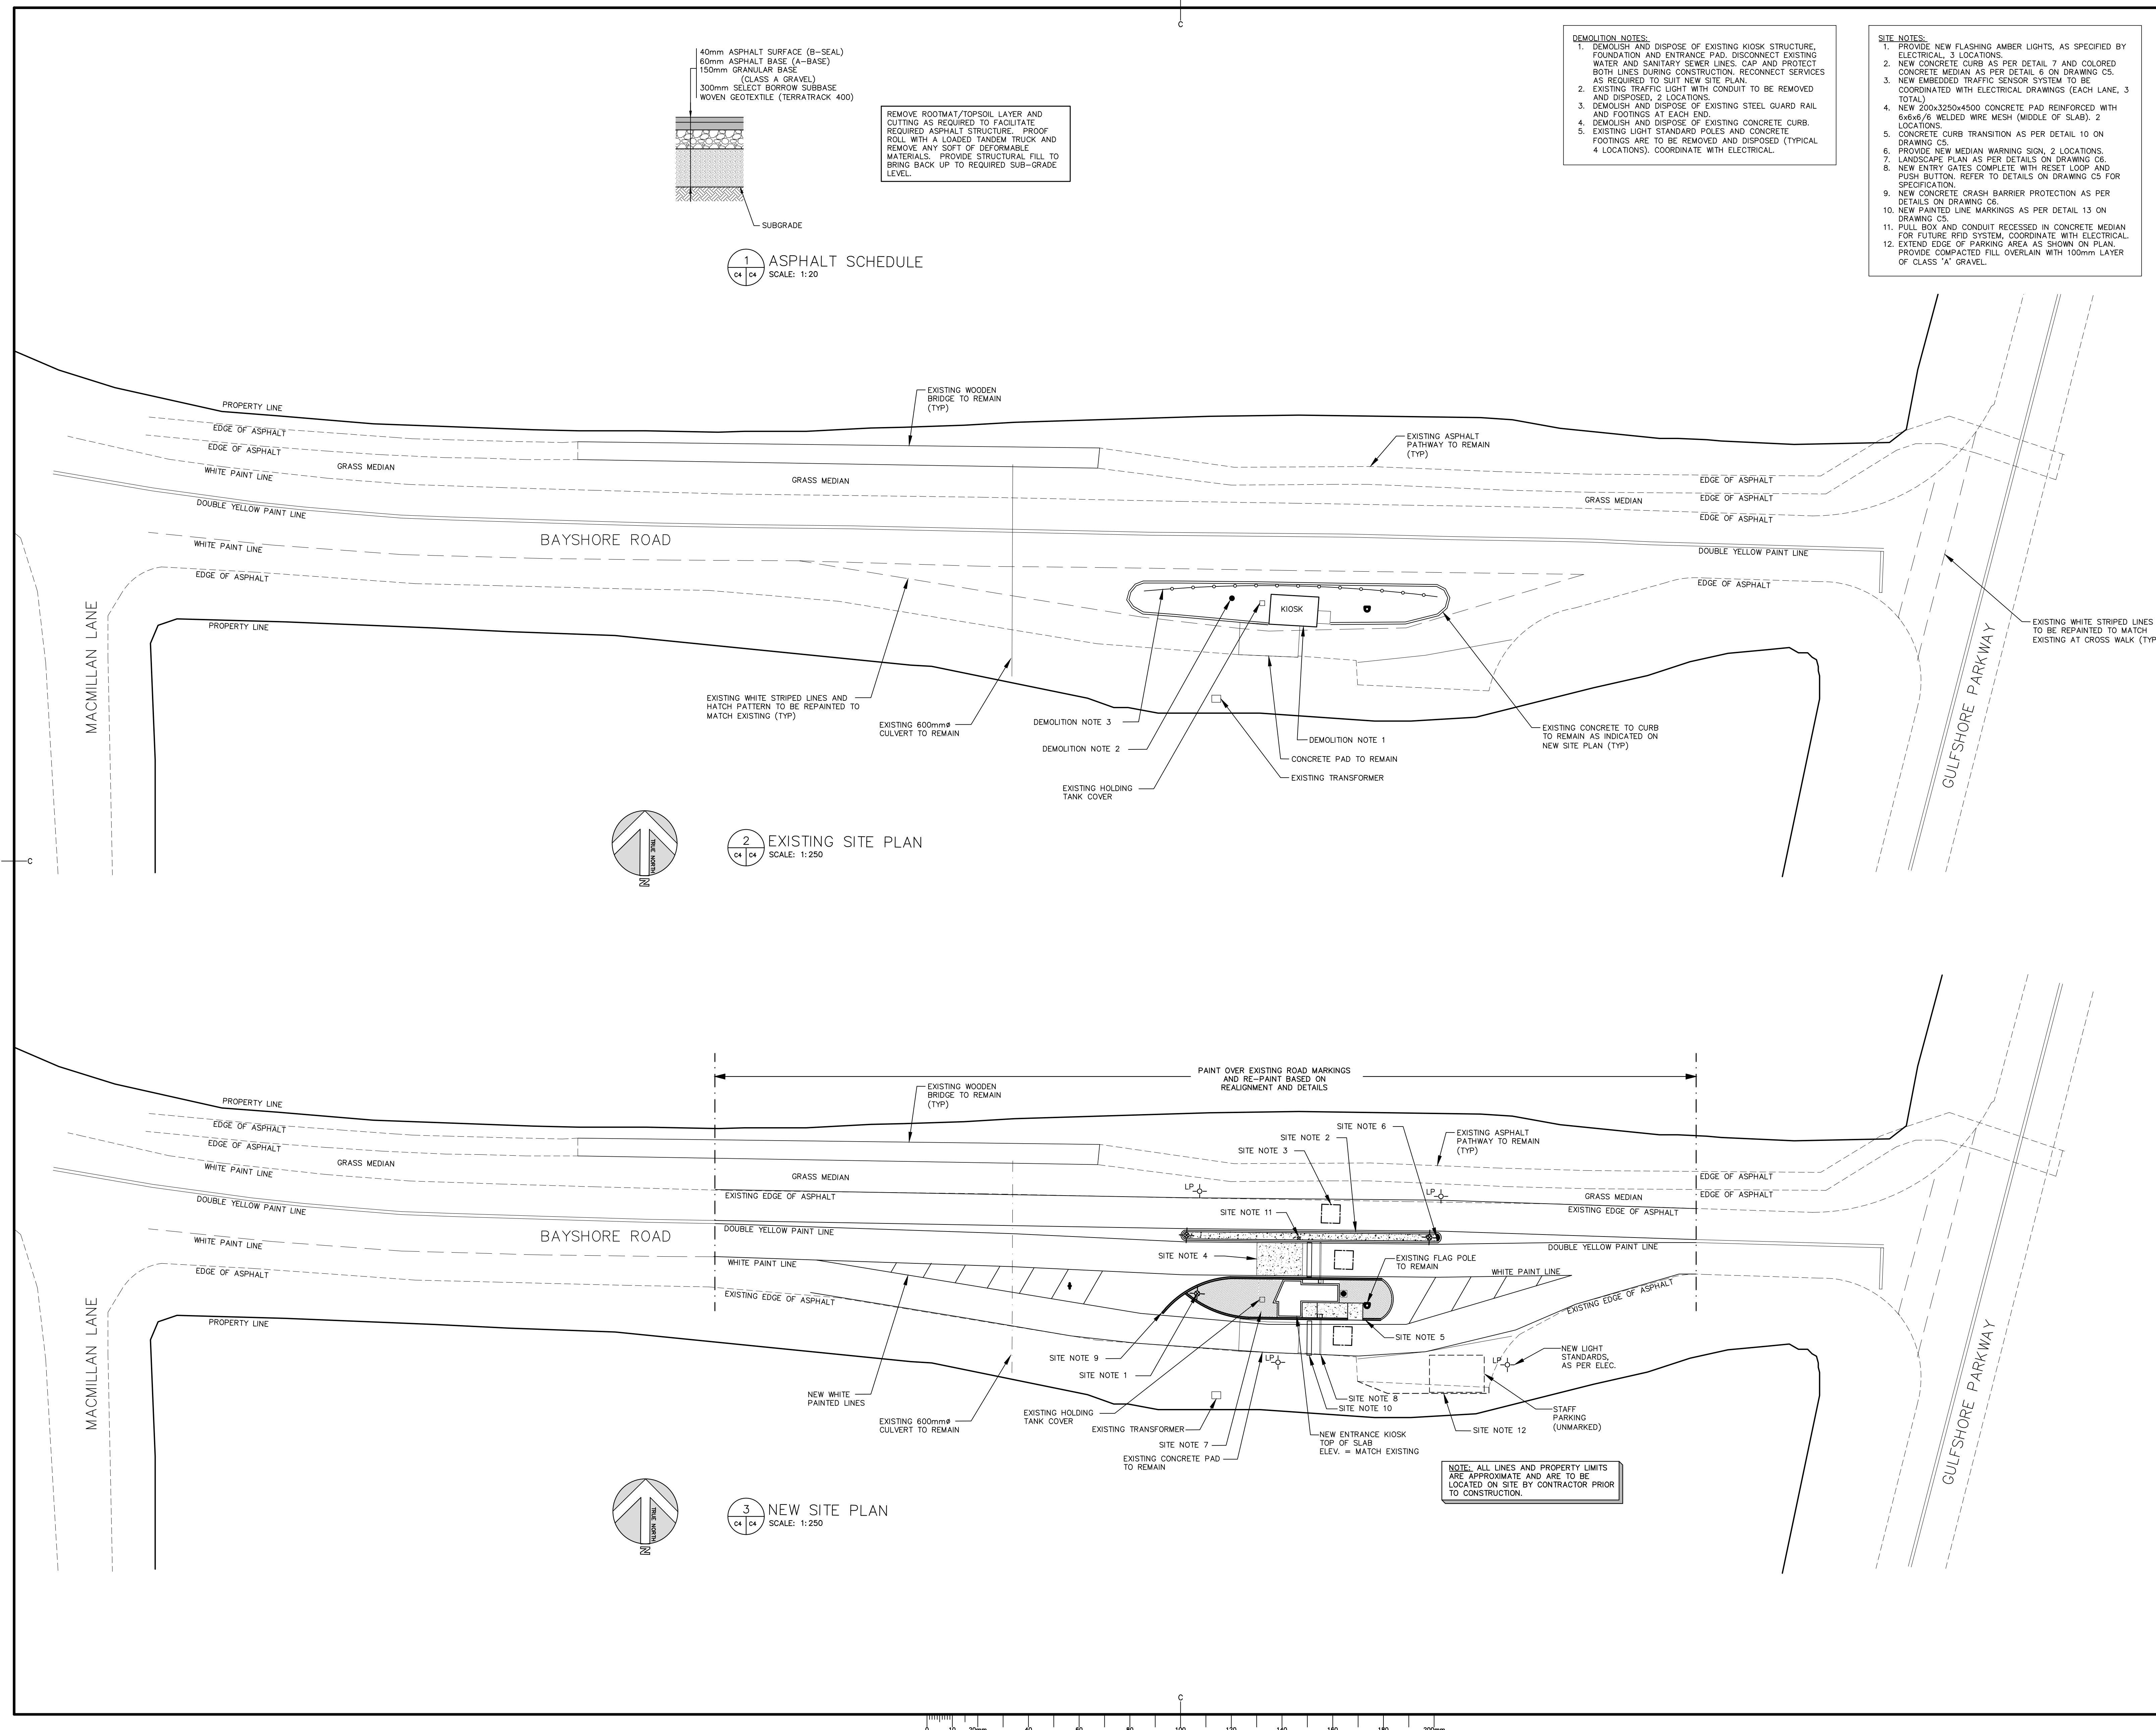 C
40mm ASPHALT SURFACE (B-SEAL)
60mm ASPHALT BASE (A-BASE)
150mm GRANULAR BASE
(CLASS A GRAVEL)
300mm SELECT BORROW SUBBASE
WOVEN GEOTEXTILE (TERRATRACK 400)
SUBGRADE
REMOVE ROOTMAT/TOPSOIL LAYER AND
CUTTING AS REQUIRED TO FACILITATE
REQUIRED ASPHALT STRUCTURE. PROOF
ROLL WITH A LOADED TANDEM TRUCK AND
REMOVE ANY SOFT OF DEFORMABLE
MATERIALS. PROVIDE STRUCTURAL FILL TO
BRING BACK UP TO REQUIRED SUB-GRADE
LEVEL.
1
C4 C4
ASPHALT SCHEDULE
SCALE: 1:20
DEMOLITION NOTES:
1. DEMOLISH AND DISPOSE OF EXISTING KIOSK STRUCTURE,
FOUNDATION AND ENTRANCE PAD. DISCONNECT EXISTING
WATER AND SANITARY SEWER LINES. CAP AND PROTECT
BOTH LINES DURING CONSTRUCTION. RECONNECT SERVICES
AS REQUIRED TO SUIT NEW SITE PLAN.
2. EXISTING TRAFFIC LIGHT WITH CONDUIT TO BE REMOVED
AND DISPOSED, 2 LOCATIONS.
3. DEMOLISH AND DISPOSE OF EXISTING STEEL GUARD RAIL
AND FOOTINGS AT EACH END.
4. DEMOLISH AND DISPOSE OF EXISTING CONCRETE CURB.
5. EXISTING LIGHT STANDARD POLES AND CONCRETE
FOOTINGS ARE TO BE REMOVED AND DISPOSED (TYPICAL
4 LOCATIONS). COORDINATE WITH ELECTRICAL.
SITE NOTES:
1. PROVIDE NEW FLASHING AMBER LIGHTS, AS SPECIFIED BY
ELECTRICAL, 3 LOCATIONS.
2. NEW CONCRETE CURB AS PER DETAIL 7 AND COLORED
CONCRETE MEDIAN AS PER DETAIL 6 ON DRAWING C5.
3. NEW EMBEDDED TRAFFIC SENSOR SYSTEM TO BE
COORDINATED WITH ELECTRICAL DRAWINGS (EACH LANE, 3
TOTAL)
4. NEW 200x3250x4500 CONCRETE PAD REINFORCED WITH
6x6x6/6 WELDED WIRE MESH (MIDDLE OF SLAB). 2
LOCATIONS.
5. CONCRETE CURB TRANSITION AS PER DETAIL 10 ON
DRAWING C5.
6. PROVIDE NEW MEDIAN WARNING SIGN, 2 LOCATIONS.
7. LANDSCAPE PLAN AS PER DETAILS ON DRAWING C6.
8. NEW ENTRY GATES COMPLETE WITH RESET LOOP AND
PUSH BUTTON. REFER TO DETAILS ON DRAWING C5 FOR
SPECIFICATION.
9. NEW CONCRETE CRASH BARRIER PROTECTION AS PER
DETAILS ON DRAWING C6.
10. NEW PAINTED LINE MARKINGS AS PER DETAIL 13 ON
DRAWING C5.
11. PULL BOX AND CONDUIT RECESSED IN CONCRETE MEDIAN
FOR FUTURE RFID SYSTEM, COORDINATE WITH ELECTRICAL.
12. EXTEND EDGE OF PARKING AREA AS SHOWN ON PLAN.
PROVIDE COMPACTED FILL OVERLAIN WITH 100mm LAYER
OF CLASS 'A' GRAVEL.
PROPERTY LINE
EDGE OF ASPHALT
EDGE OF ASPHALT
WHITE PAINT LINE
GRASS MEDIAN
DOUBLE YELLOW PAINT LINE
WHITE PAINT LINE
EDGE OF ASPHALT
PROPERTY LINE
MACMILLAN LANE
BAYSHORE ROAD
EXISTING WOODEN
BRIDGE TO REMAIN
(TYP)
GRASS MEDIAN
EXISTING ASPHALT
PATHWAY TO REMAIN
(TYP)
GRASS MEDIAN
EDGE OF ASPHALT
EDGE OF ASPHALT
EDGE OF ASPHALT
DOUBLE YELLOW PAINT LINE
EDGE OF ASPHALT
KIOSK
EXISTING WHITE STRIPED LINES
TO BE REPAINTED TO MATCH
EXISTING AT CROSS WALK (TYP
GULFSHORE PARKWAY
EXISTING WHITE STRIPED LINES AND
HATCH PATTERN TO BE REPAINTED TO
MATCH EXISTING (TYP)
EXISTING 600mmø
CULVERT TO REMAIN
DEMOLITION NOTE 3
DEMOLITION NOTE 2
EXISTING HOLDING
TANK COVER
DEMOLITION NOTE 1
CONCRETE PAD TO REMAIN
EXISTING TRANSFORMER
EXISTING CONCRETE TO CURB
TO REMAIN AS INDICATED ON
NEW SITE PLAN (TYP)
TRUE NORTH
N
2
C4 C4
EXISTING SITE PLAN
SCALE: 1:250
C
PAINT OVER EXISTING ROAD MARKINGS
AND RE-PAINT BASED ON
REALIGNMENT AND DETAILS
PROPERTY LINE
EDGE OF ASPHALT
EDGE OF ASPHALT
WHITE PAINT LINE
GRASS MEDIAN
DOUBLE YELLOW PAINT LINE
WHITE PAINT LINE
EDGE OF ASPHALT
PROPERTY LINE
MACMILLAN LANE
BAYSHORE ROAD
EXISTING WOODEN
BRIDGE TO REMAIN
(TYP)
GRASS MEDIAN
EXISTING EDGE OF ASPHALT
DOUBLE YELLOW PAINT LINE
WHITE PAINT LINE
EXISTING EDGE OF ASPHALT
SITE NOTE 6
SITE NOTE 2
SITE NOTE 3
EXISTING ASPHALT
PATHWAY TO REMAIN
(TYP)
LP
LP
SITE NOTE 11
SITE NOTE 4
EXISTING FLAG POLE
TO REMAIN
GRASS MEDIAN
EXISTING EDGE OF ASPHALT
DOUBLE YELLOW PAINT LINE
WHITE PAINT LINE
EXISTING EDGE OF ASPHALT
EDGE OF ASPHALT
EDGE OF ASPHALT
SITE NOTE 5
SITE NOTE 9
SITE NOTE 1
LP
LP
NEW LIGHT
STANDARDS,
AS PER ELEC.
NEW WHITE
PAINTED LINES
EXISTING 600mmø
CULVERT TO REMAIN
EXISTING HOLDING
TANK COVER
EXISTING TRANSFORMER
SITE NOTE 7
EXISTING CONCRETE PAD
TO REMAIN
SITE NOTE 8
SITE NOTE 10
NEW ENTRANCE KIOSK
TOP OF SLAB
ELEV. = MATCH EXISTING
SITE NOTE 12
STAFF
PARKING
(UNMARKED)
GULFSHORE PARKWAY
NOTE: ALL LINES AND PROPERTY LIMITS
ARE APPROXIMATE AND ARE TO BE
LOCATED ON SITE BY CONTRACTOR PRIOR
TO CONSTRUCTION.
TRUE NORTH
N
3
C4 C4
NEW SITE PLAN
SCALE: 1:250
C
0 10 20mm 40 60 80 100 120 140 160 180 200mm